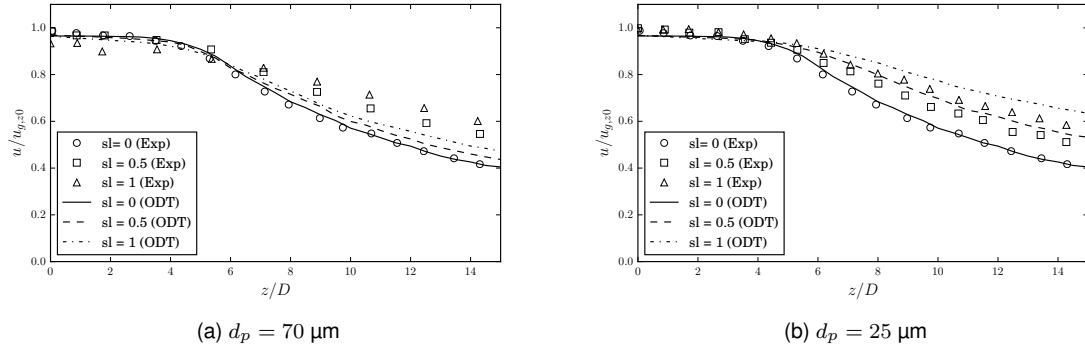 1.0
0.8
0.6
0.4
0.2
0.0
u/u_{g,z0}
sl= 0 (Exp)
sl = 0.5 (Exp)
sl = 1 (Exp)
sl = 0 (ODT)
sl = 0.5 (ODT)
sl = 1 (ODT)
0 2 4 6 8 10 12 14
z/D
(a) d_p = 70 µm
1.0
0.8
0.6
0.4
0.2
0.0
u/u_{g,z0}
sl= 0 (Exp)
sl = 0.5 (Exp)
sl = 1 (Exp)
sl = 0 (ODT)
sl = 0.5 (ODT)
sl = 1 (ODT)
0 2 4 6 8 10 12 14
z/D
(b) d_p = 25 µm